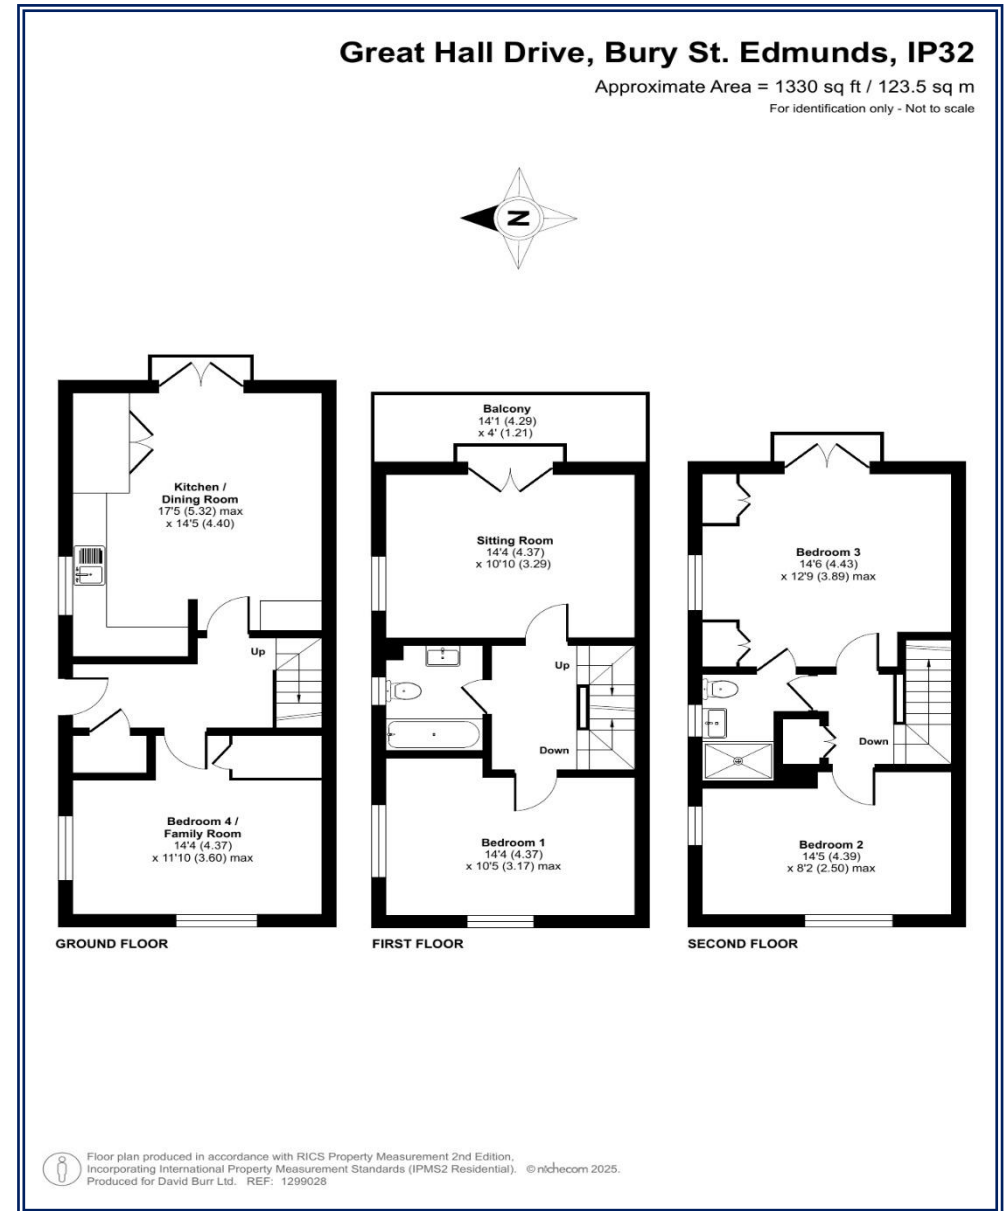 Great Hall Drive, Bury St. Edmunds, IP32
Approximate Area = 1330 sq ft / 123.5 sq m
For identification only - Not to scale
N
Kitchen /
Dining Room
17'5 (5.32) max
x 14'5 (4.40)
Up
Bedroom 4 /
Family Room
14'4 (4.37)
x 11'10 (3.60) max
GROUND FLOOR
Balcony
14'1 (4.29)
x 4' (1.21)
Sitting Room
14'4 (4.37)
x 10'10 (3.29)
Up
Down
Bedroom 1
14'4 (4.37)
x 10'5 (3.17) max
FIRST FLOOR
Bedroom 3
14'6 (4.43)
x 12'9 (3.89) max
Down
Bedroom 2
14'5 (4.39)
x 8'2 (2.50) max
SECOND FLOOR
Floor plan produced in accordance with RICS Property Measurement 2nd Edition,
Incorporating International Property Measurement Standards (IPMS2 Residential). © nichecom 2025.
Produced for David Burr Ltd. REF: 1299028